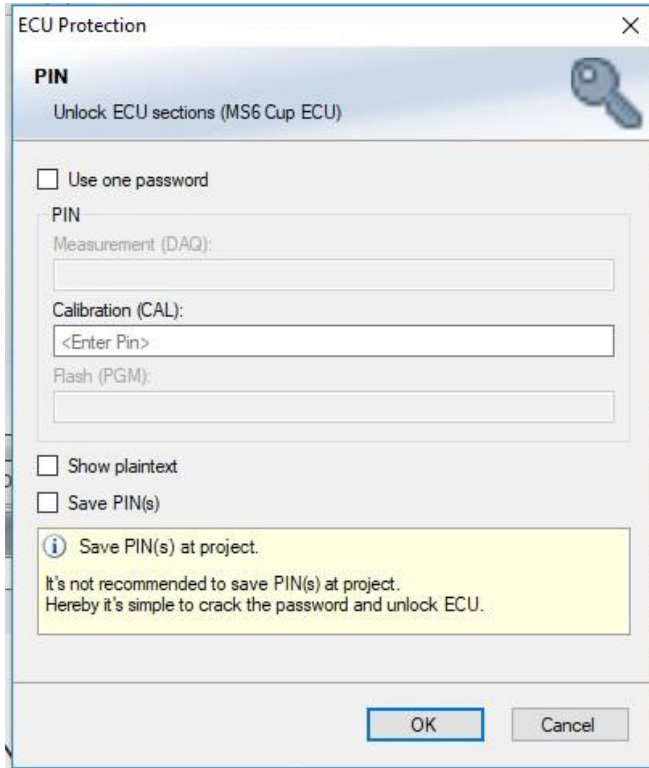 ECU Protection
PIN
Unlock ECU sections (MS6 Cup ECU)
Use one password
PIN
Measurement (DAQ):
Calibration (CAL):
<Enter Pin>
Flash (PGM):
Show plaintext
Save PIN(s)
Save PIN(s) at project.
It's not recommended to save PIN(s) at project.
Hereby it's simple to crack the password and unlock ECU.
OK
Cancel